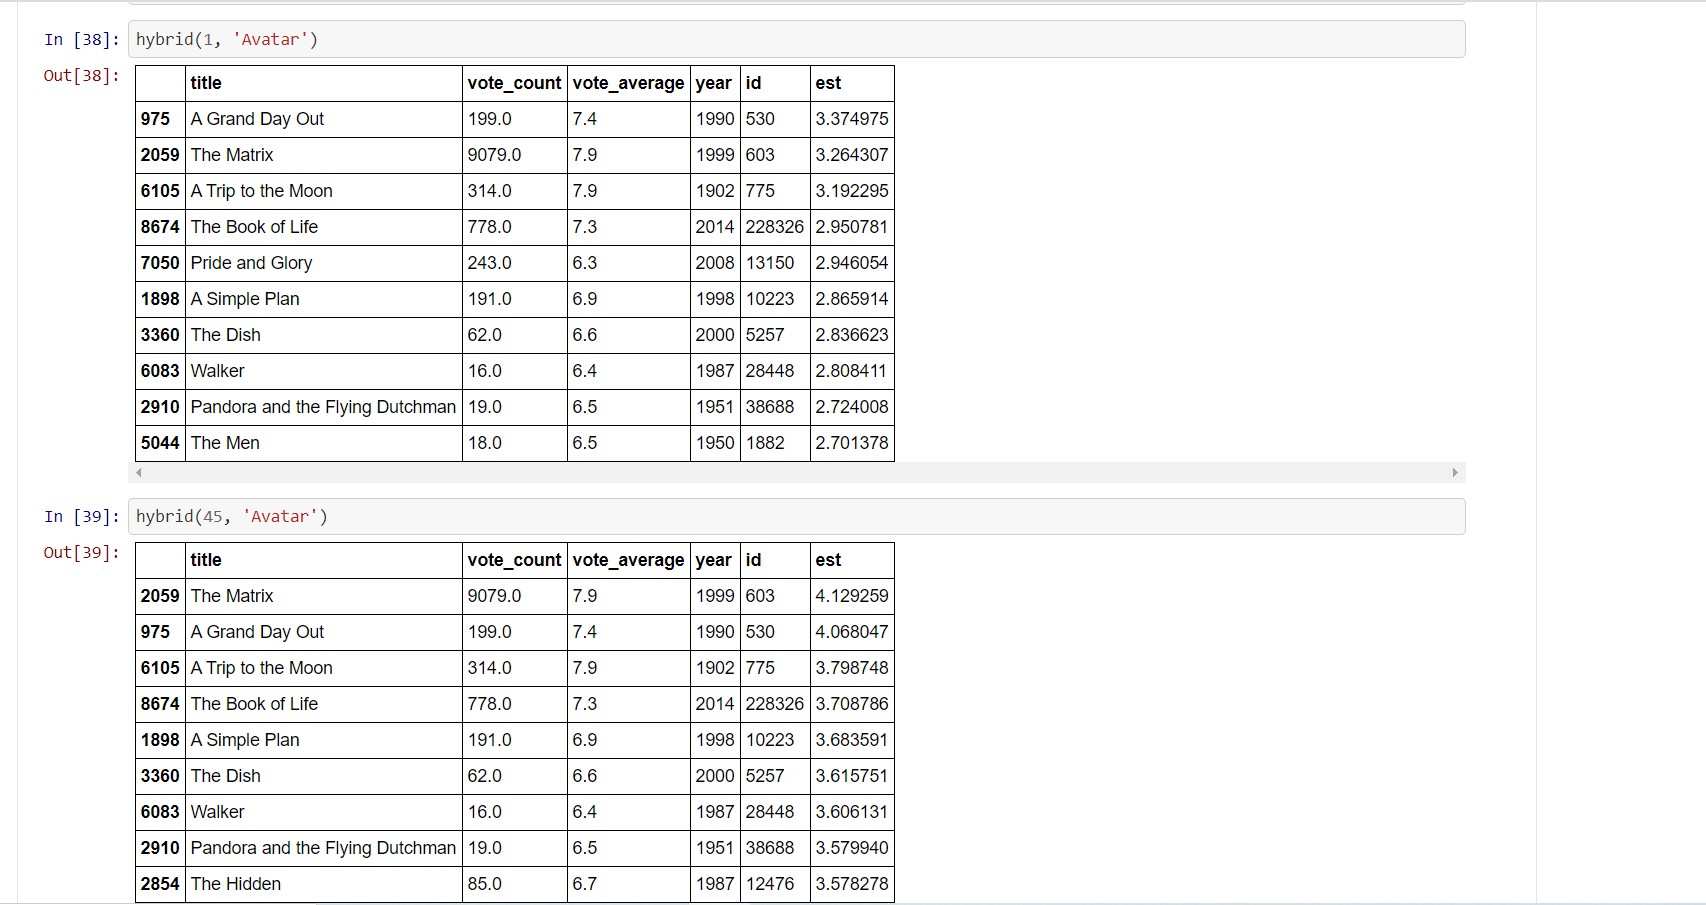 In [38]: hybrid(1, 'Avatar')
Out[38]:
title vote_count vote_average year id est
975 A Grand Day Out 199.0 7.4 1990 530 3.374975
2059 The Matrix 9079.0 7.9 1999 603 3.264307
6105 A Trip to the Moon 314.0 7.9 1902 775 3.192295
8674 The Book of Life 778.0 7.3 2014 228326 2.950781
7050 Pride and Glory 243.0 6.3 2008 13150 2.946054
1898 A Simple Plan 191.0 6.9 1998 10223 2.865914
3360 The Dish 62.0 6.6 2000 5257 2.836623
6083 Walker 16.0 6.4 1987 28448 2.808411
2910 Pandora and the Flying Dutchman 19.0 6.5 1951 38688 2.724008
5044 The Men 18.0 6.5 1950 1882 2.701378
In [39]: hybrid(45, 'Avatar')
Out[39]:
title vote_count vote_average year id est
2059 The Matrix 9079.0 7.9 1999 603 4.129259
975 A Grand Day Out 199.0 7.4 1990 530 4.068047
6105 A Trip to the Moon 314.0 7.9 1902 775 3.798748
8674 The Book of Life 778.0 7.3 2014 228326 3.708786
1898 A Simple Plan 191.0 6.9 1998 10223 3.683591
3360 The Dish 62.0 6.6 2000 5257 3.615751
6083 Walker 16.0 6.4 1987 28448 3.606131
2910 Pandora and the Flying Dutchman 19.0 6.5 1951 38688 3.579940
2854 The Hidden 85.0 6.7 1987 12476 3.578278